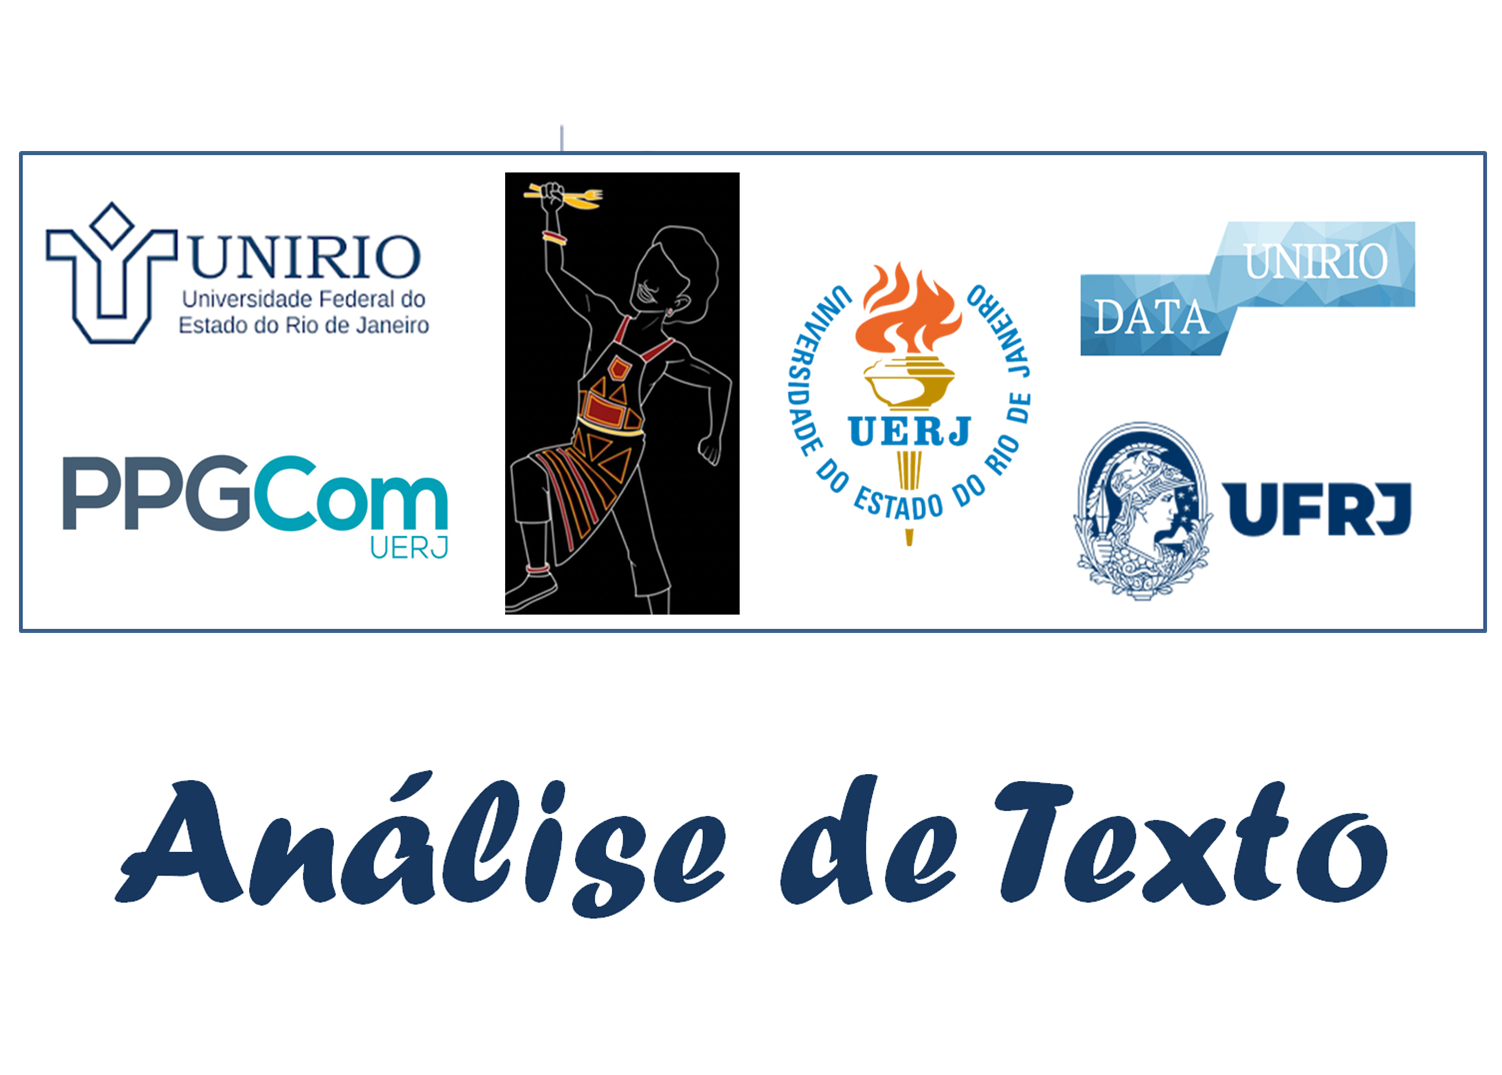 UNIRIO
Universidade Federal do
Estado do Rio de Janeiro
PPGCom
UERJ
UNIVERSIDADE DO ESTADO DO RIO DE JANEIRO
UERJ
UNIRIO
DATA
UFRJ
Análise de Texto